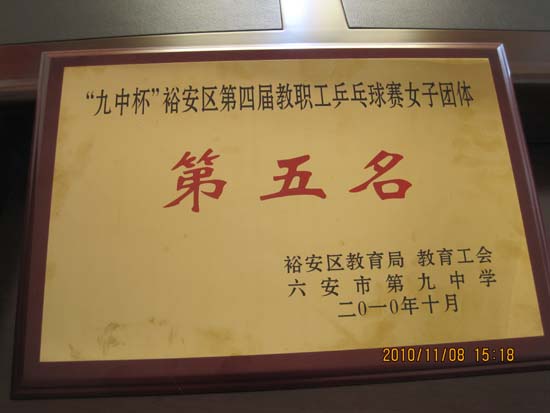 “九中杯”裕安区第四届教职工乒乓球赛女子团体
第五名
裕安区教育局 教育工会
六安市第九中学
二0一0年十月
2010/11/08 15:18